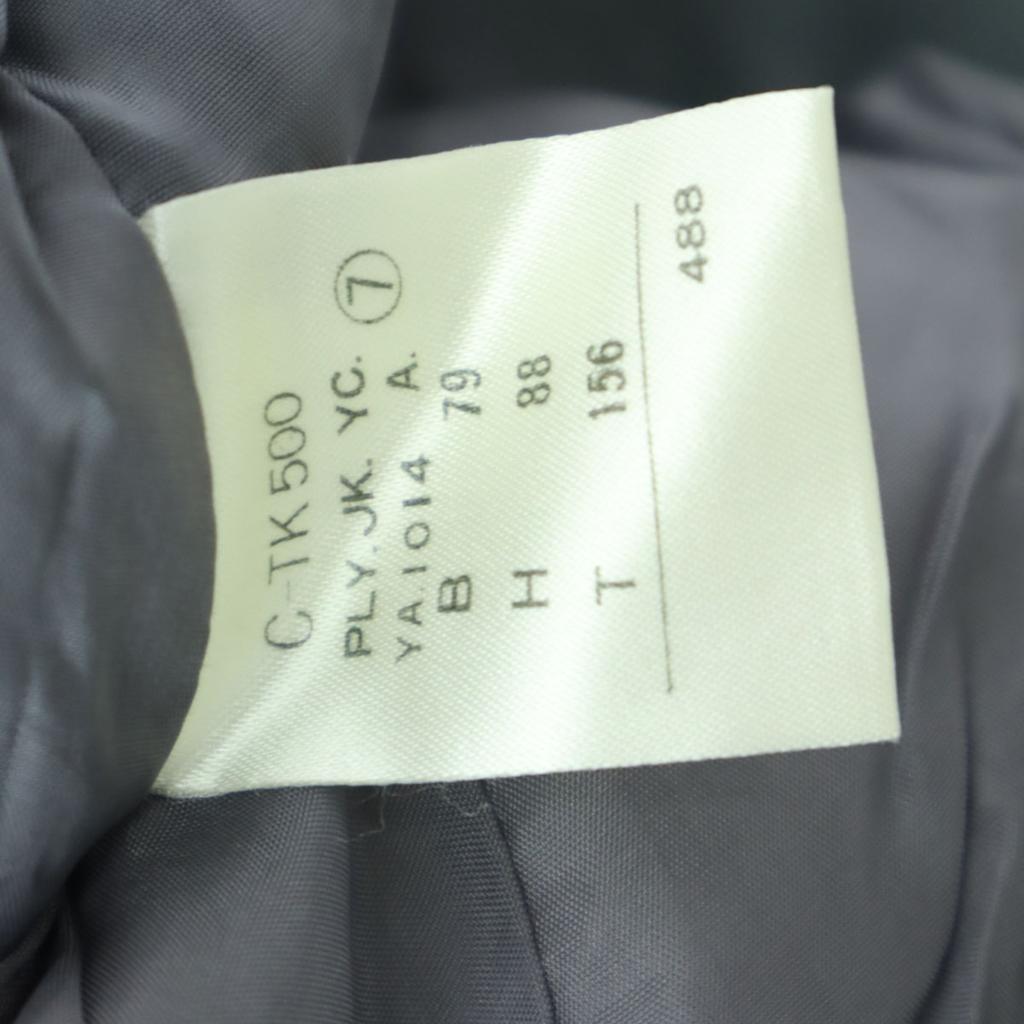 C-TK500
PLY.JK. YC. ⑦
YA1014 A.
B 79
H 88
T 156
488